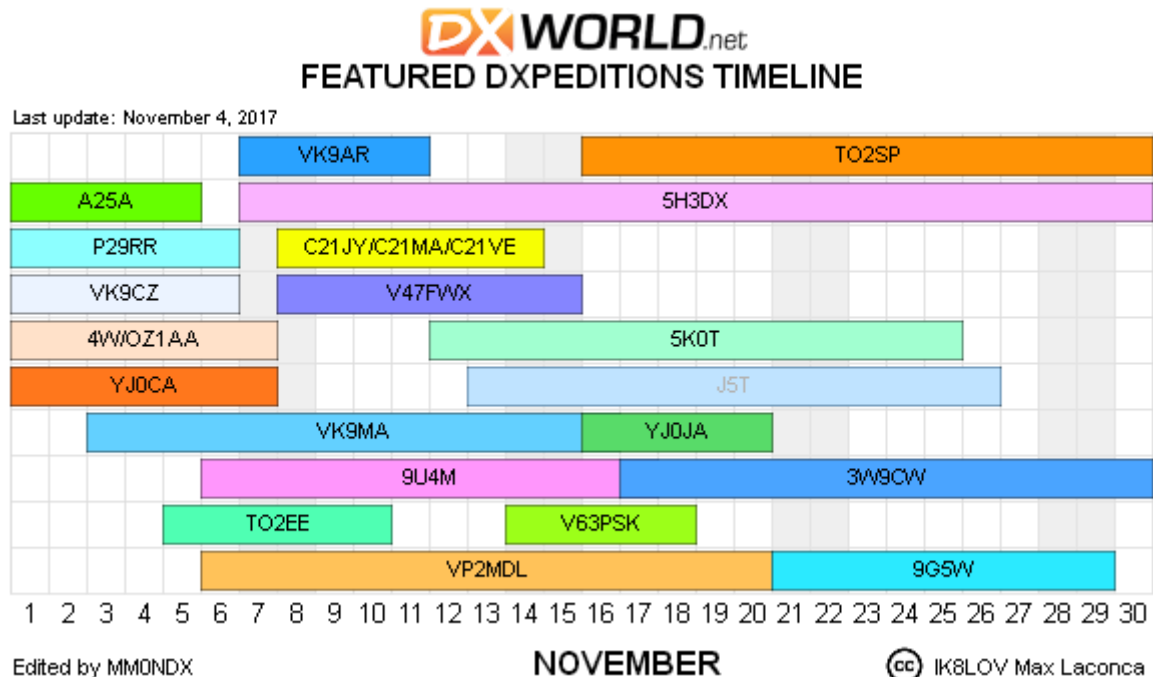 DX WORLD.net
FEATURED DXPEDITIONS TIMELINE
Last update: November 4, 2017
VK9AR TO2SP
A25A 5H3DX
P29RR C21JY/C21MA/C21VE
VK9CZ V47FWX
4W/OZ1AA 5K0T
YJ0CA J5T
VK9MA YJ0JA
9U4M 3W9CW
TO2EE V63PSK
VP2MDL 9G5W
1 2 3 4 5 6 7 8 9 10 11 12 13 14 15 16 17 18 19 20 21 22 23 24 25 26 27 28 29 30
Edited by MM0NDX NOVEMBER (cc) IK8LOV Max Laconca